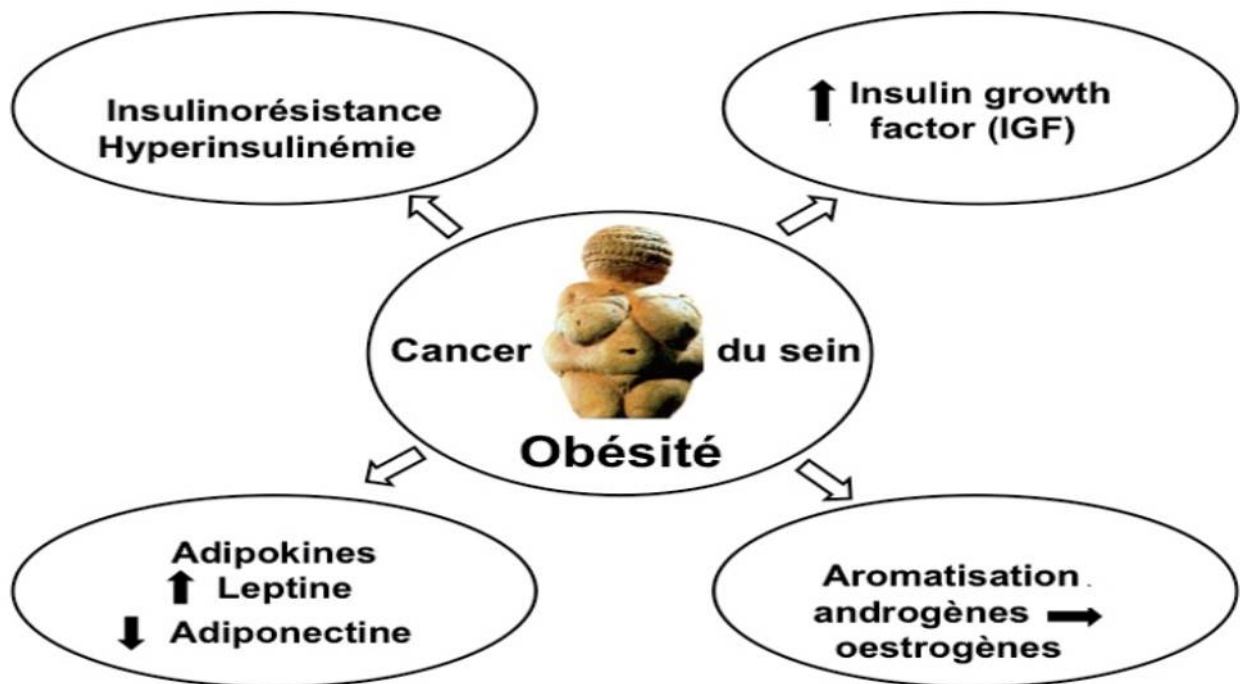 Insulinorésistance
Hyperinsulinémie
⬆ Insulin growth
factor (IGF)
Cancer du sein
Obésité
Adipokines
⬆ Leptine
⬇ Adiponectine
Aromatisation
androgènes ➡
oestrogènes